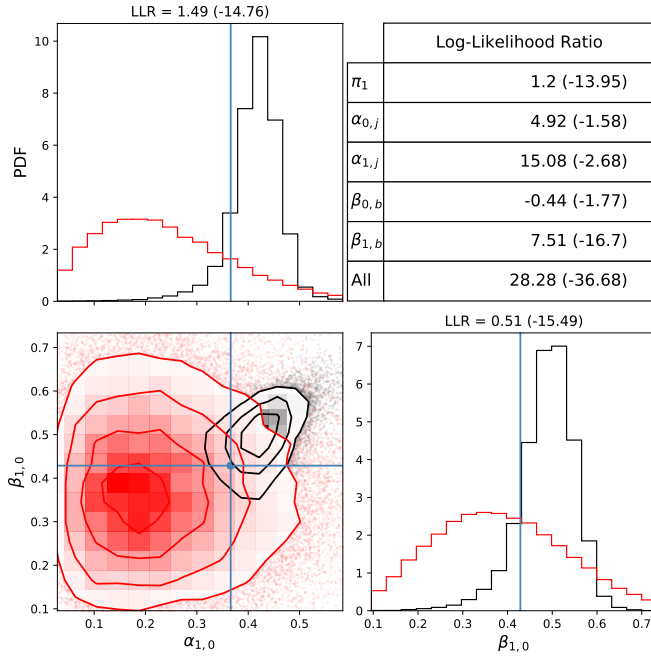 LLR = 1.49 (-14.76)
10
8
6
4
2
0
PDF
Log-Likelihood Ratio
π₁ 1.2 (-13.95)
α₀,ⱼ 4.92 (-1.58)
α₁,ⱼ 15.08 (-2.68)
β₀,b -0.44 (-1.77)
β₁,b 7.51 (-16.7)
All 28.28 (-36.68)
0.7
0.6
0.5
0.4
0.3
0.2
0.1
β₁,₀
0.1 0.2 0.3 0.4 0.5
α₁,₀
LLR = 0.51 (-15.49)
7
6
5
4
3
2
1
0
0.1 0.2 0.3 0.4 0.5 0.6 0.7
β₁,₀